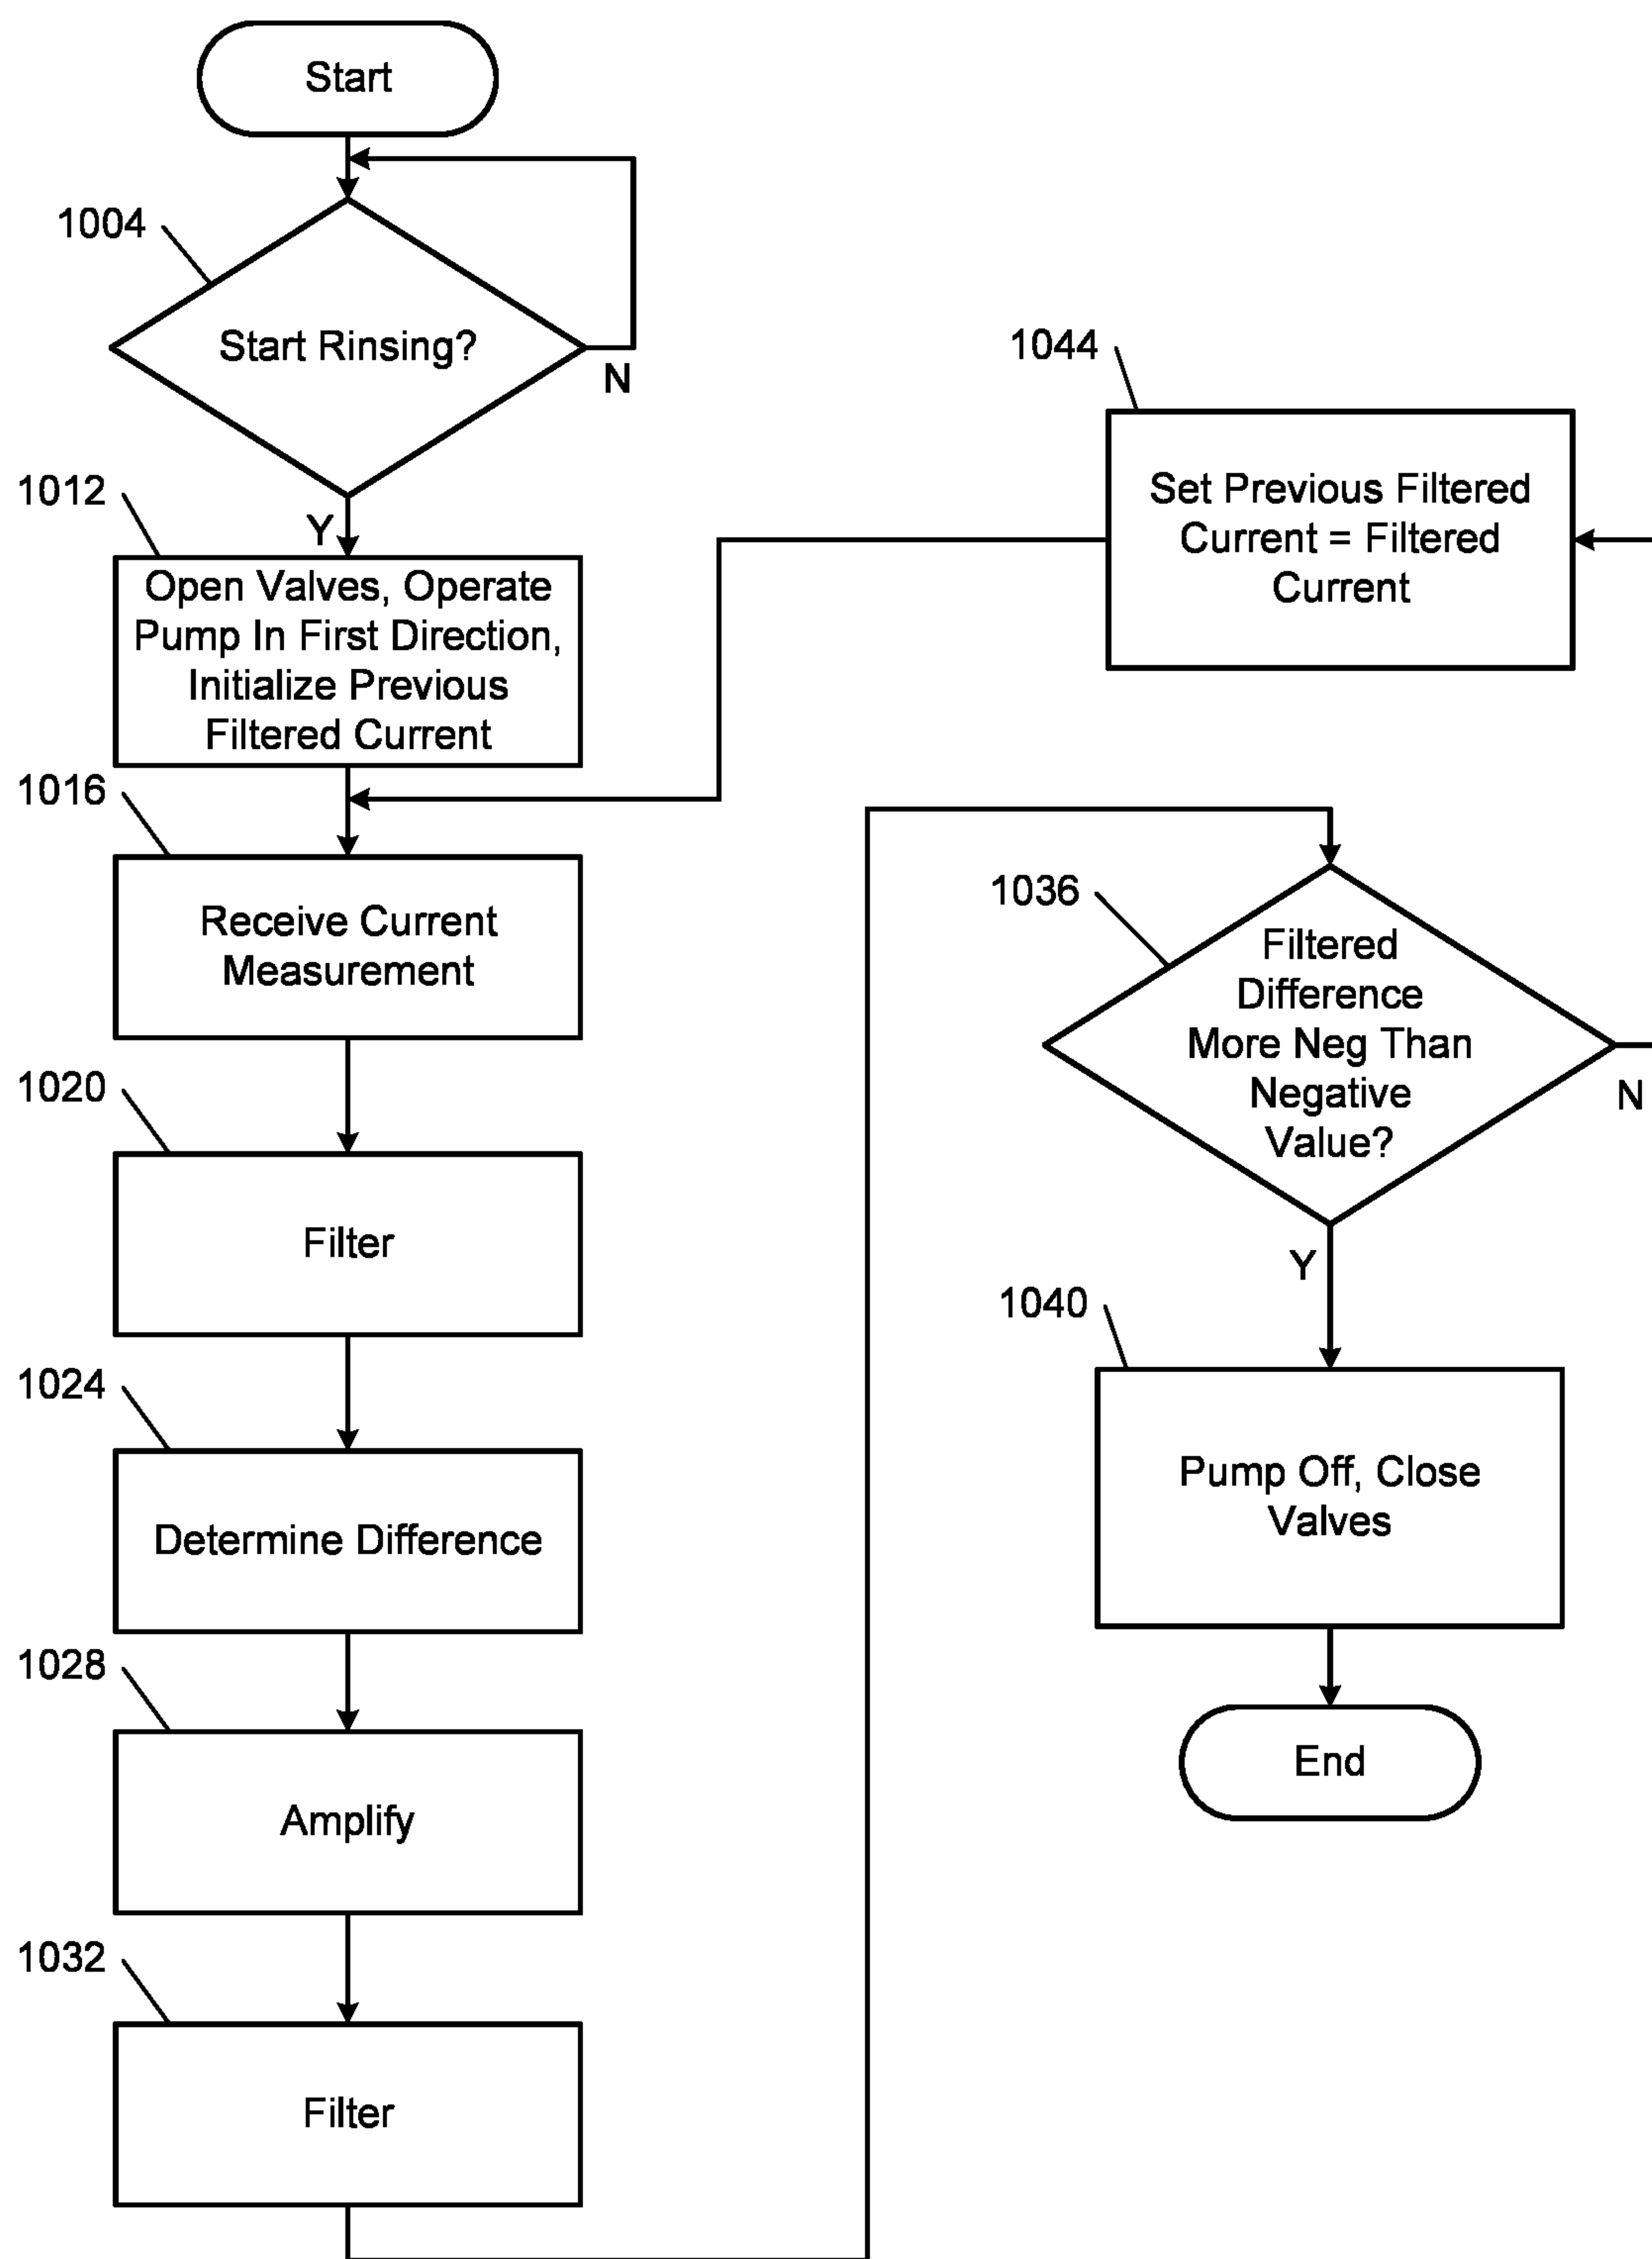 Start
1004
Start Rinsing?
N
Y
1012
Open Valves, Operate
Pump In First Direction,
Initialize Previous
Filtered Current
1016
Receive Current
Measurement
1020
Filter
1024
Determine Difference
1028
Amplify
1032
Filter
1036
Filtered
Difference
More Neg Than
Negative
Value?
N
Y
1040
Pump Off, Close
Valves
End
1044
Set Previous Filtered
Current = Filtered
Current